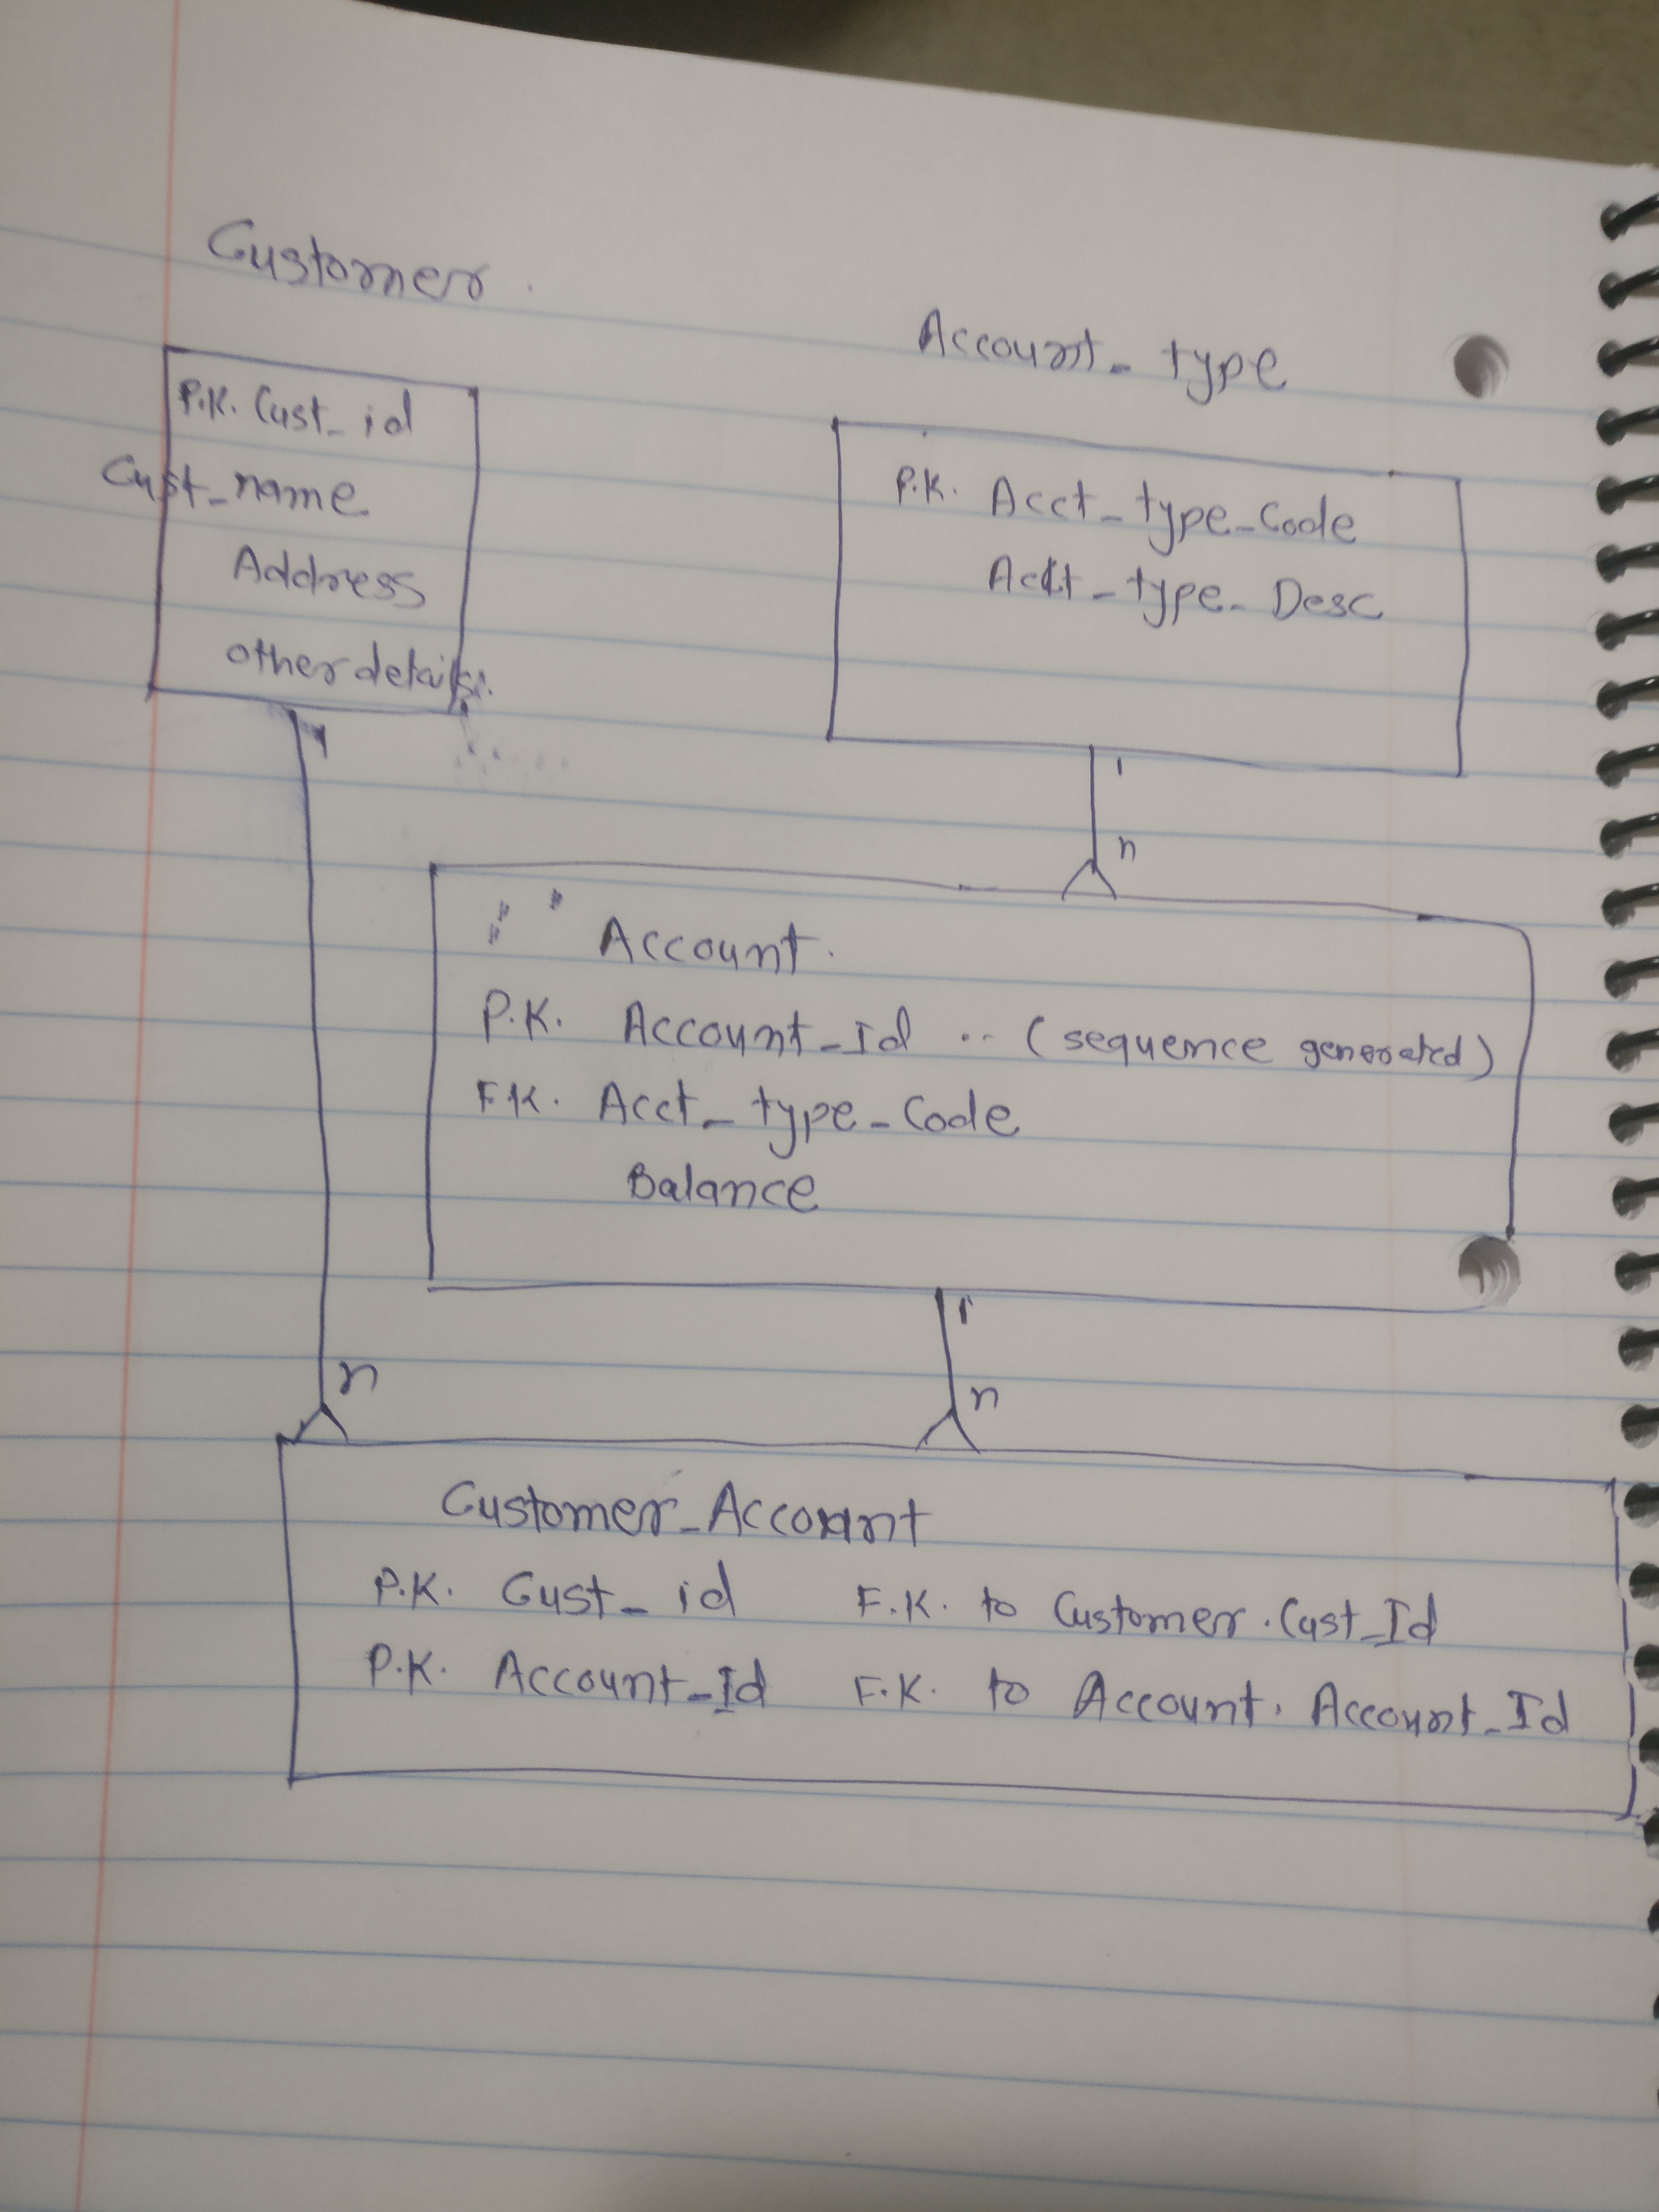 Customer
P.K. Cust_id
Cust_name
Address
other details.
Account_type
P.K. Acct_type_Code
Acct_type_Desc
1
n
1
n
Account.
P.K. Account_Id .. (sequence generated)
F.K. Acct_type_Code
Balance
1
n
Customer_Account
P.K. Cust_id F.K. to Customer.Cust_Id
P.K. Account_Id F.K. to Account.Account_Id